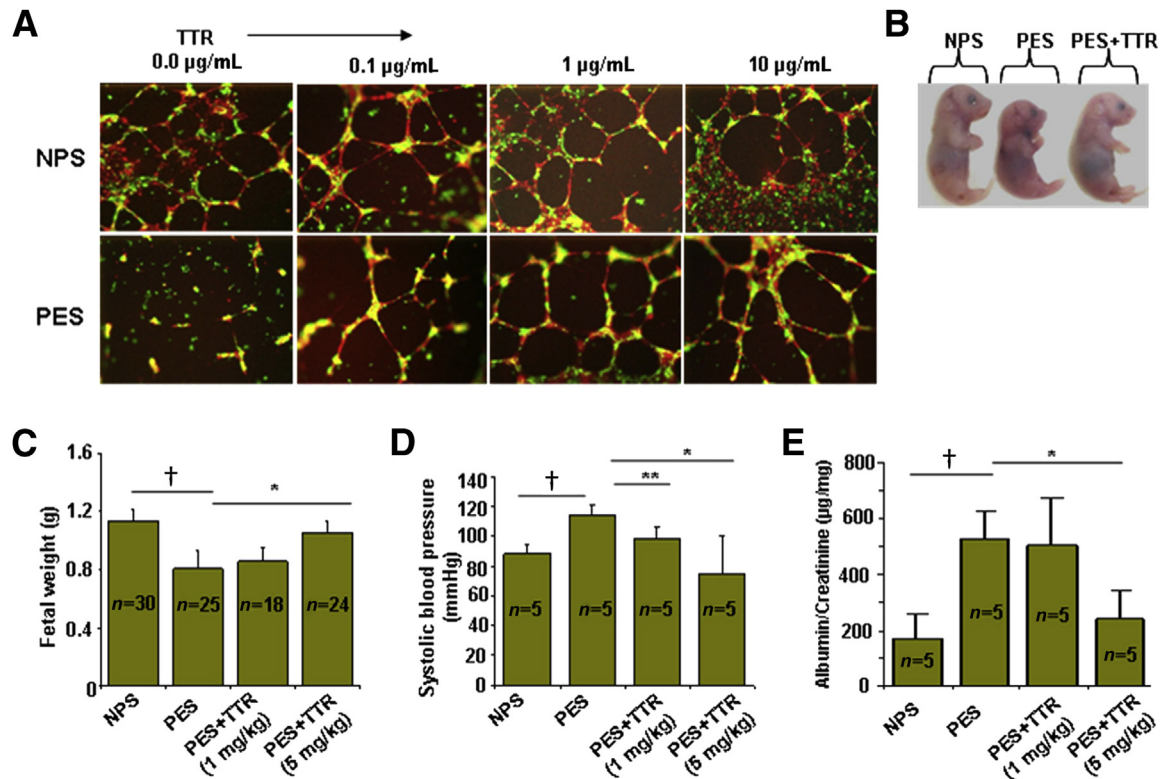 A
TTR
0.0 µg/mL
0.1 µg/mL
1 µg/mL
10 µg/mL
NPS
PES
B
NPS
PES
PES+TTR
C
Fetal weight (g)
1.6
1.2
0.8
0.4
0
†
*
n=30
n=25
n=18
n=24
NPS
PES
PES+TTR
(1 mg/kg)
PES+TTR
(5 mg/kg)
D
Systolic blood pressure
(mmHg)
140
120
100
80
60
40
20
0
†
*
**
n=5
n=5
n=5
n=5
NPS
PES
PES+TTR
(1 mg/kg)
PES+TTR
(5 mg/kg)
E
Albumin/Creatinine (µg/mg)
800
600
400
200
0
†
*
n=5
n=5
n=5
n=5
NPS
PES
PES+TTR
(1 mg/kg)
PES+TTR
(5 mg/kg)